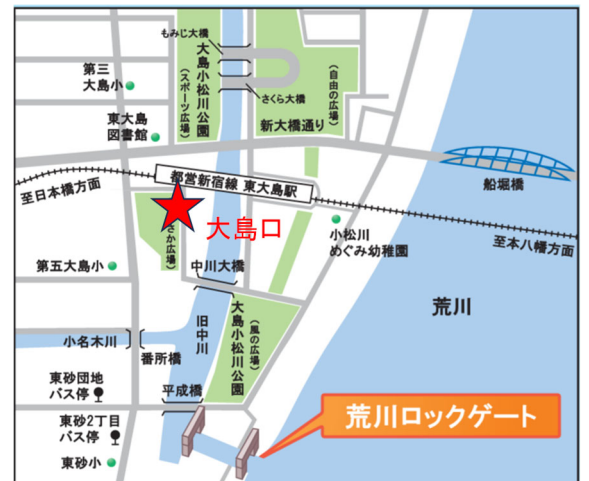 もみじ大橋
第三
大島小
大島小松川公園
(スポーツ広場)
(自由の広場)
さくら大橋
東大島
図書館
新大橋通り
都営新宿線 東大島駅
船堀橋
至日本橋方面
大島口
さか広場)
小松川
めぐみ幼稚園
至本八幡方面
第五大島小
中川大橋
荒川
旧中川
大島小松川公園
(風の広場)
小名木川
番所橋
東砂団地
バス停
平成橋
荒川ロックゲート
東砂2丁目
バス停
東砂小